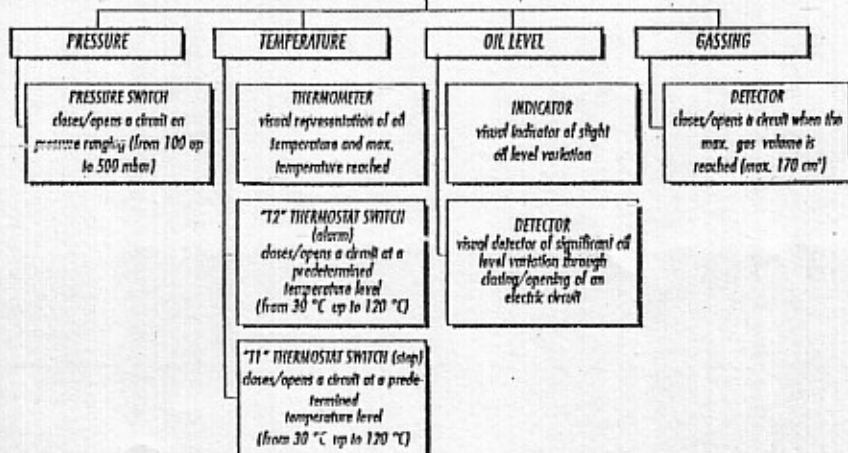 PRESSURE
PRESSURE SWITCH
closes/opens a circuit on
pressure ranging (from 100 up
to 500 mbar)
TEMPERATURE
THERMOMETER
visual representation of oil
temperature and max.
temperature reached
"T2" THERMOSTAT SWITCH
(alarm)
closes/opens a circuit at a
predetermined
temperature level
(from 30 °C up to 120 °C)
"T1" THERMOSTAT SWITCH (stop)
closes/opens a circuit at a prede-
termined
temperature level
(from 30 °C up to 120 °C)
OIL LEVEL
INDICATOR
visual indicator of slight
oil level variation
DETECTOR
visual detector of significant oil
level variation through
closing/opening of an
electric circuit
GASSING
DETECTOR
closes/opens a circuit when the
max. gas volume is
reached (max. 170 cm³)